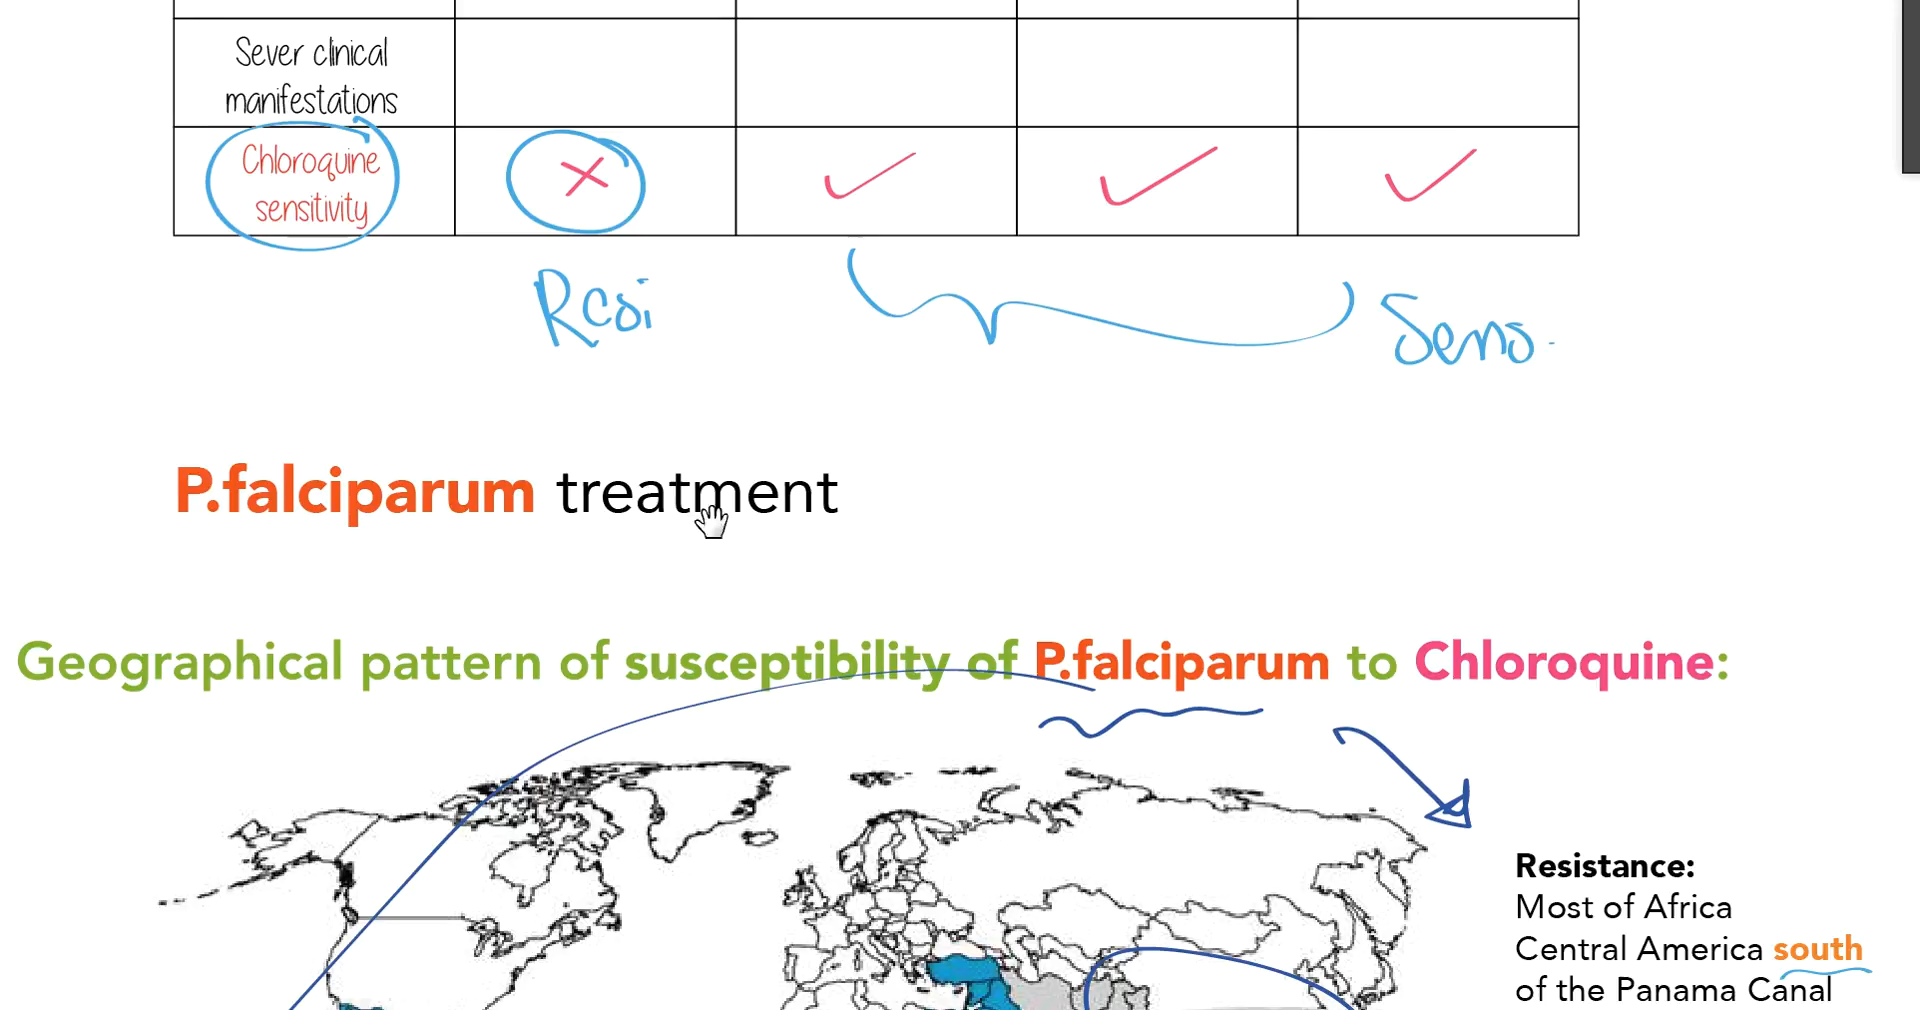 Sever clinical
manifestations
Chloroquine
sensitivity
Resi
Sens.
P.falciparum treatment
Geographical pattern of susceptibility of P.falciparum to Chloroquine:
Resistance:
Most of Africa
Central America south
of the Panama Canal